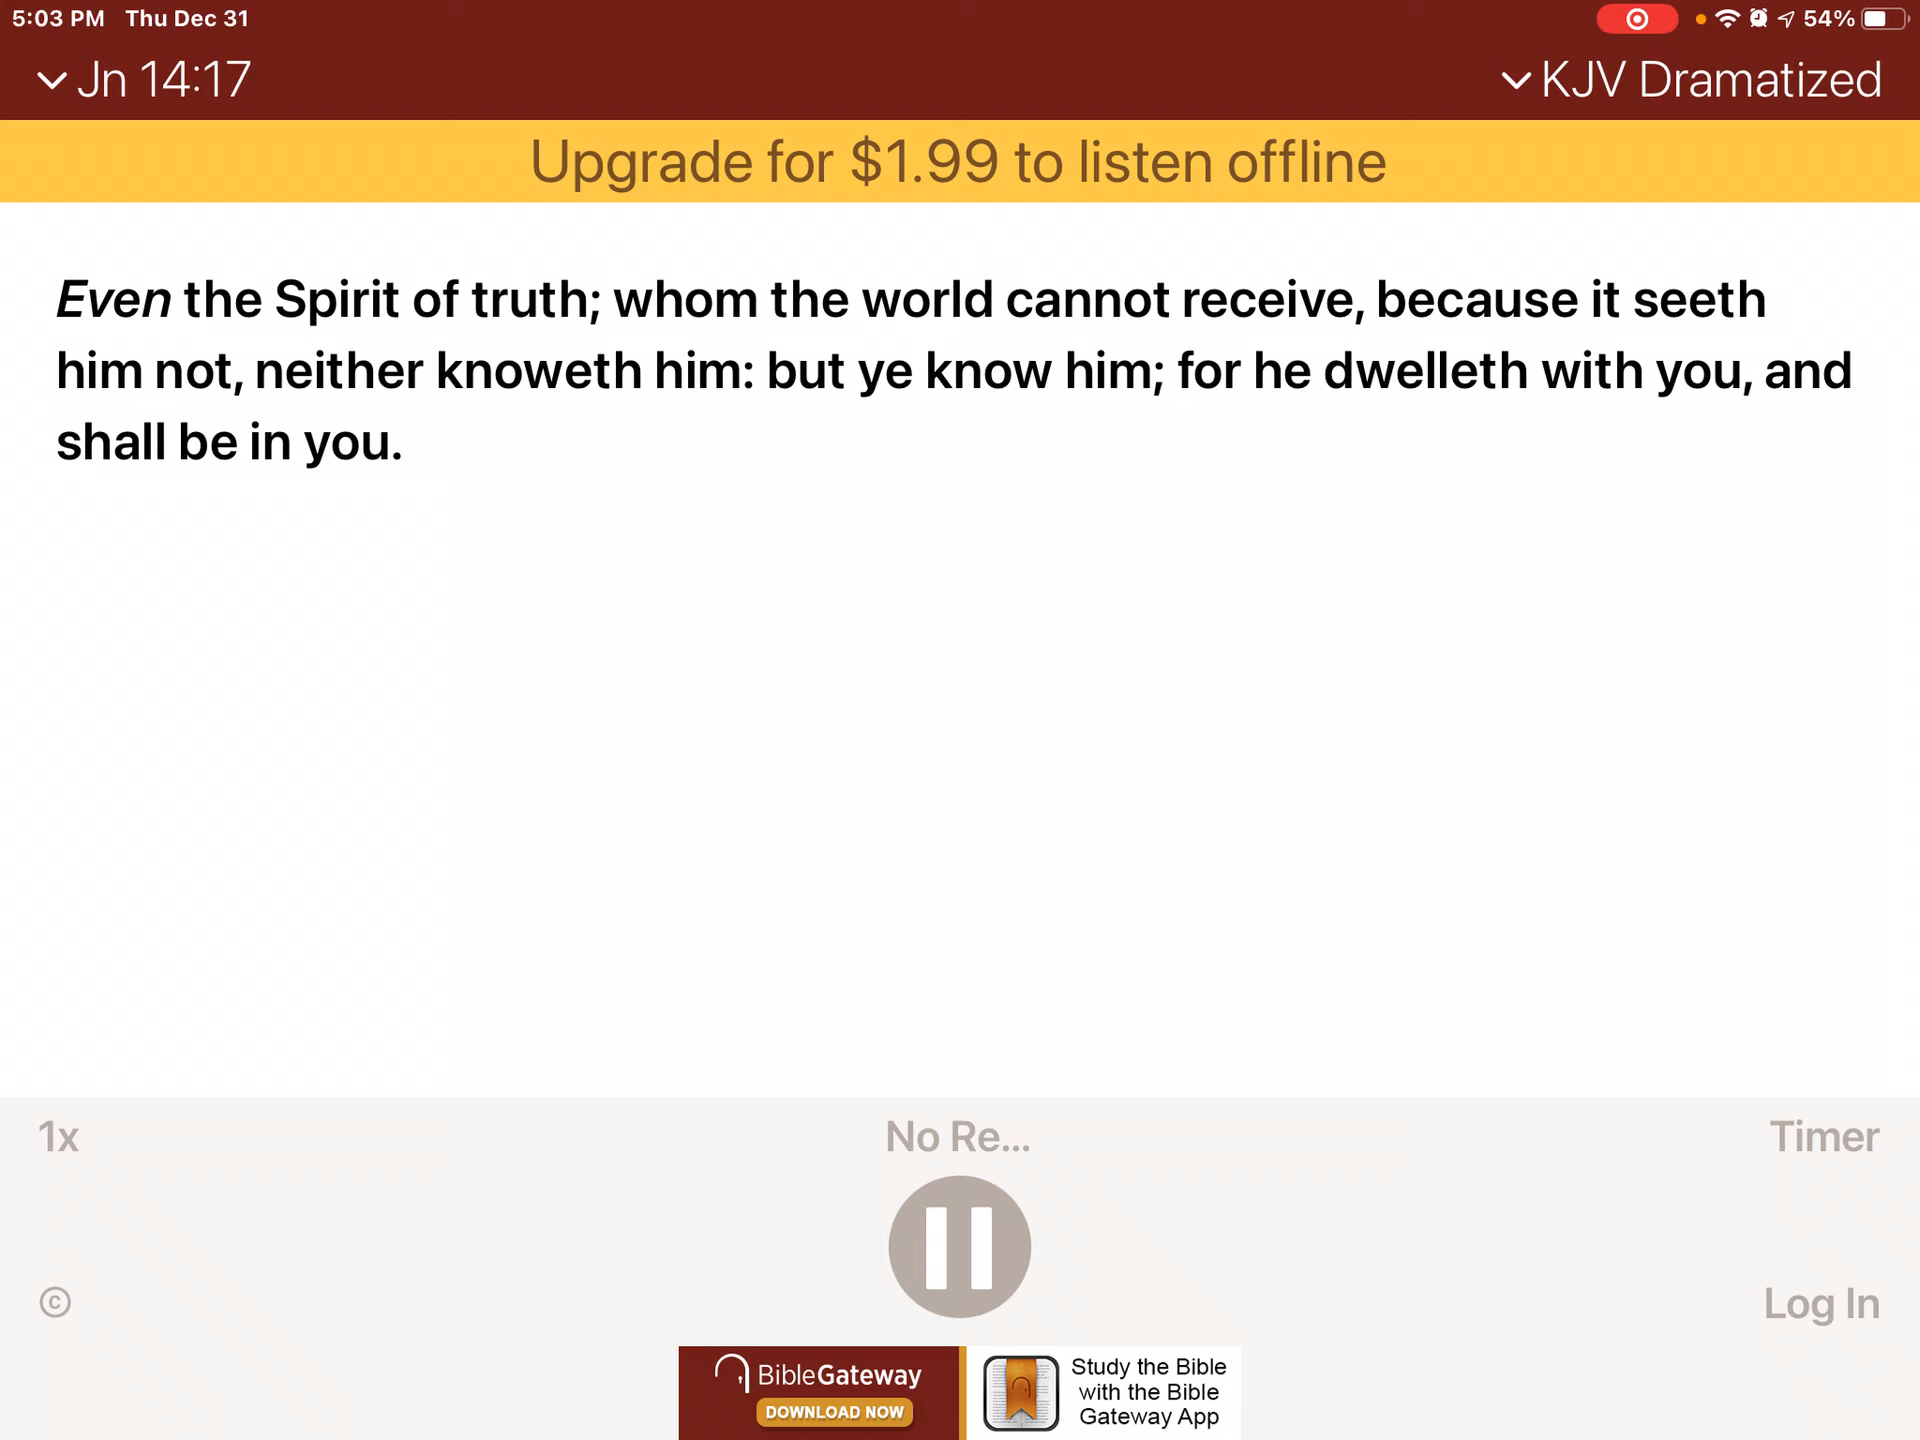 5:03 PM Thu Dec 31
54%
Jn 14:17
KJV Dramatized
Upgrade for $1.99 to listen offline
Even the Spirit of truth; whom the world cannot receive, because it seeth
him not, neither knoweth him: but ye know him; for he dwelleth with you, and
shall be in you.
1x
No Re...
Timer
©
Log In
BibleGateway
DOWNLOAD NOW
Study the Bible
with the Bible
Gateway App